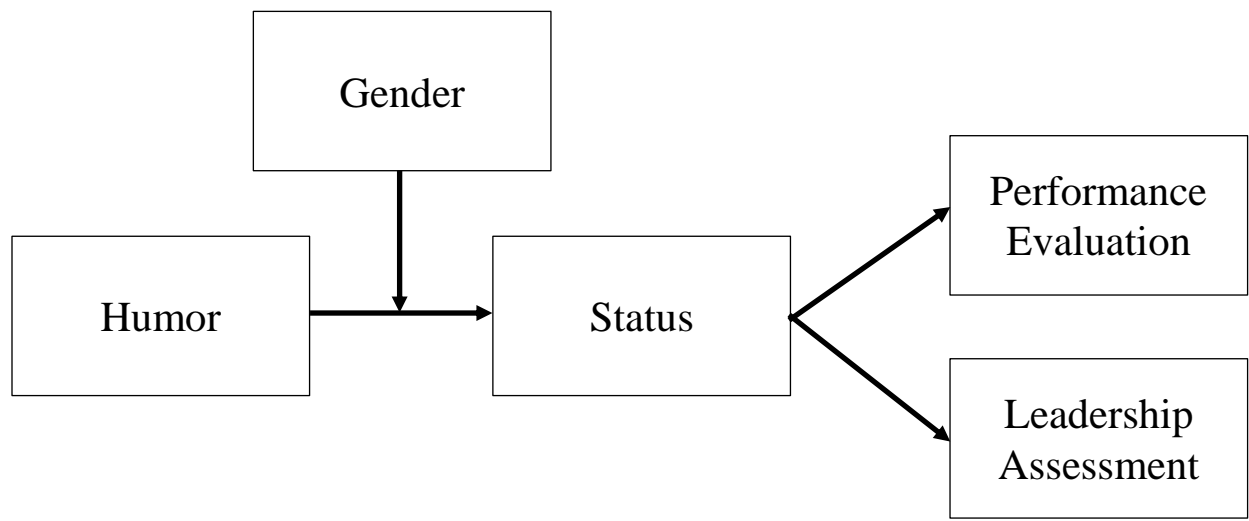 Gender
Humor
Status
Performance
Evaluation
Leadership
Assessment